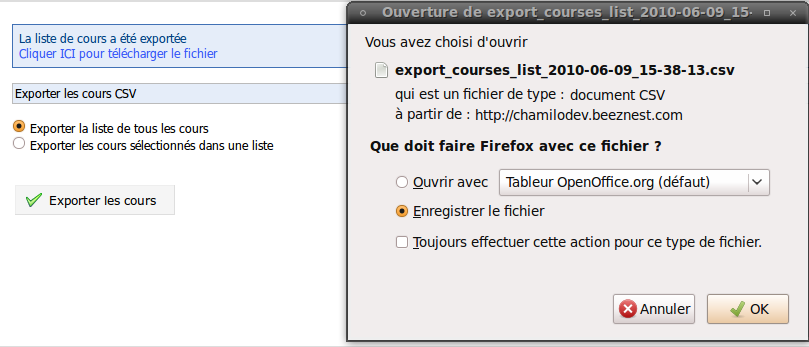 La liste de cours a été exportée
Cliquer ICI pour télécharger le fichier
Exporter les cours CSV
Exporter la liste de tous les cours
Exporter les cours sélectionnés dans une liste
Exporter les cours
Ouverture de export_courses_list_2010-06-09_15-
Vous avez choisi d'ouvrir
export_courses_list_2010-06-09_15-38-13.csv
qui est un fichier de type : document CSV
à partir de : http://chamilodev.beeznest.com
Que doit faire Firefox avec ce fichier ?
Ouvrir avec
Tableur OpenOffice.org (défaut)
Enregistrer le fichier
Toujours effectuer cette action pour ce type de fichier.
Annuler
OK